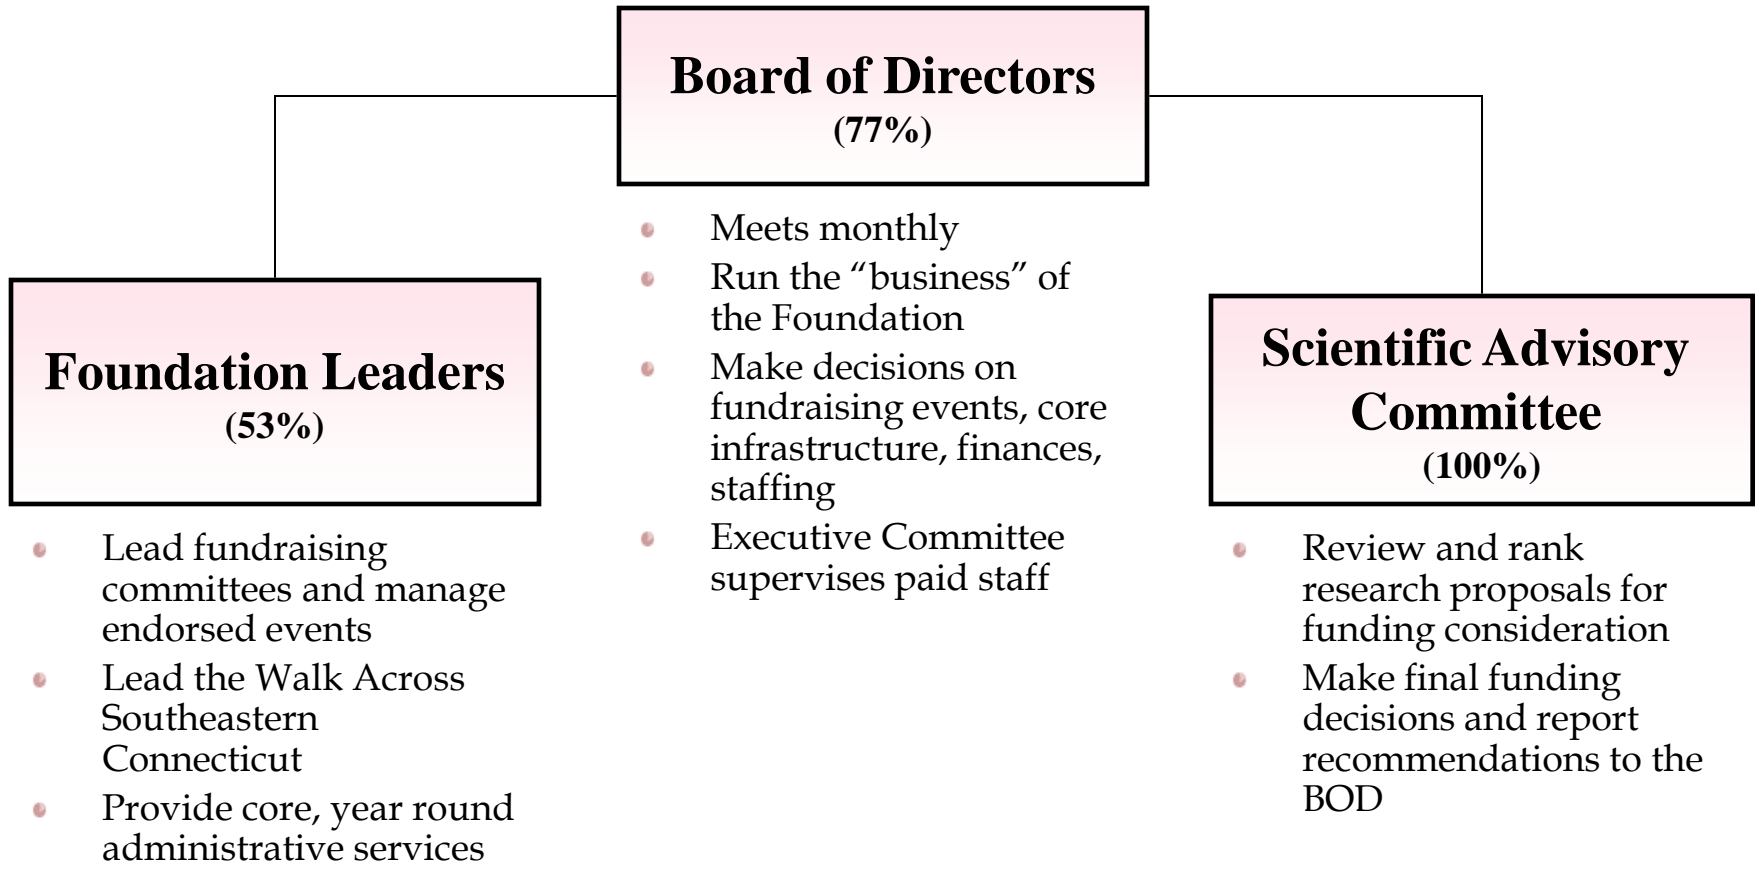 Board of Directors
(77%)
Meets monthly
Run the “business” of
the Foundation
Make decisions on
fundraising events, core
infrastructure, finances,
staffing
Executive Committee
supervises paid staff
Foundation Leaders
(53%)
Lead fundraising
committees and manage
endorsed events
Lead the Walk Across
Southeastern
Connecticut
Provide core, year round
administrative services
Scientific Advisory
Committee
(100%)
Review and rank
research proposals for
funding consideration
Make final funding
decisions and report
recommendations to the
BOD